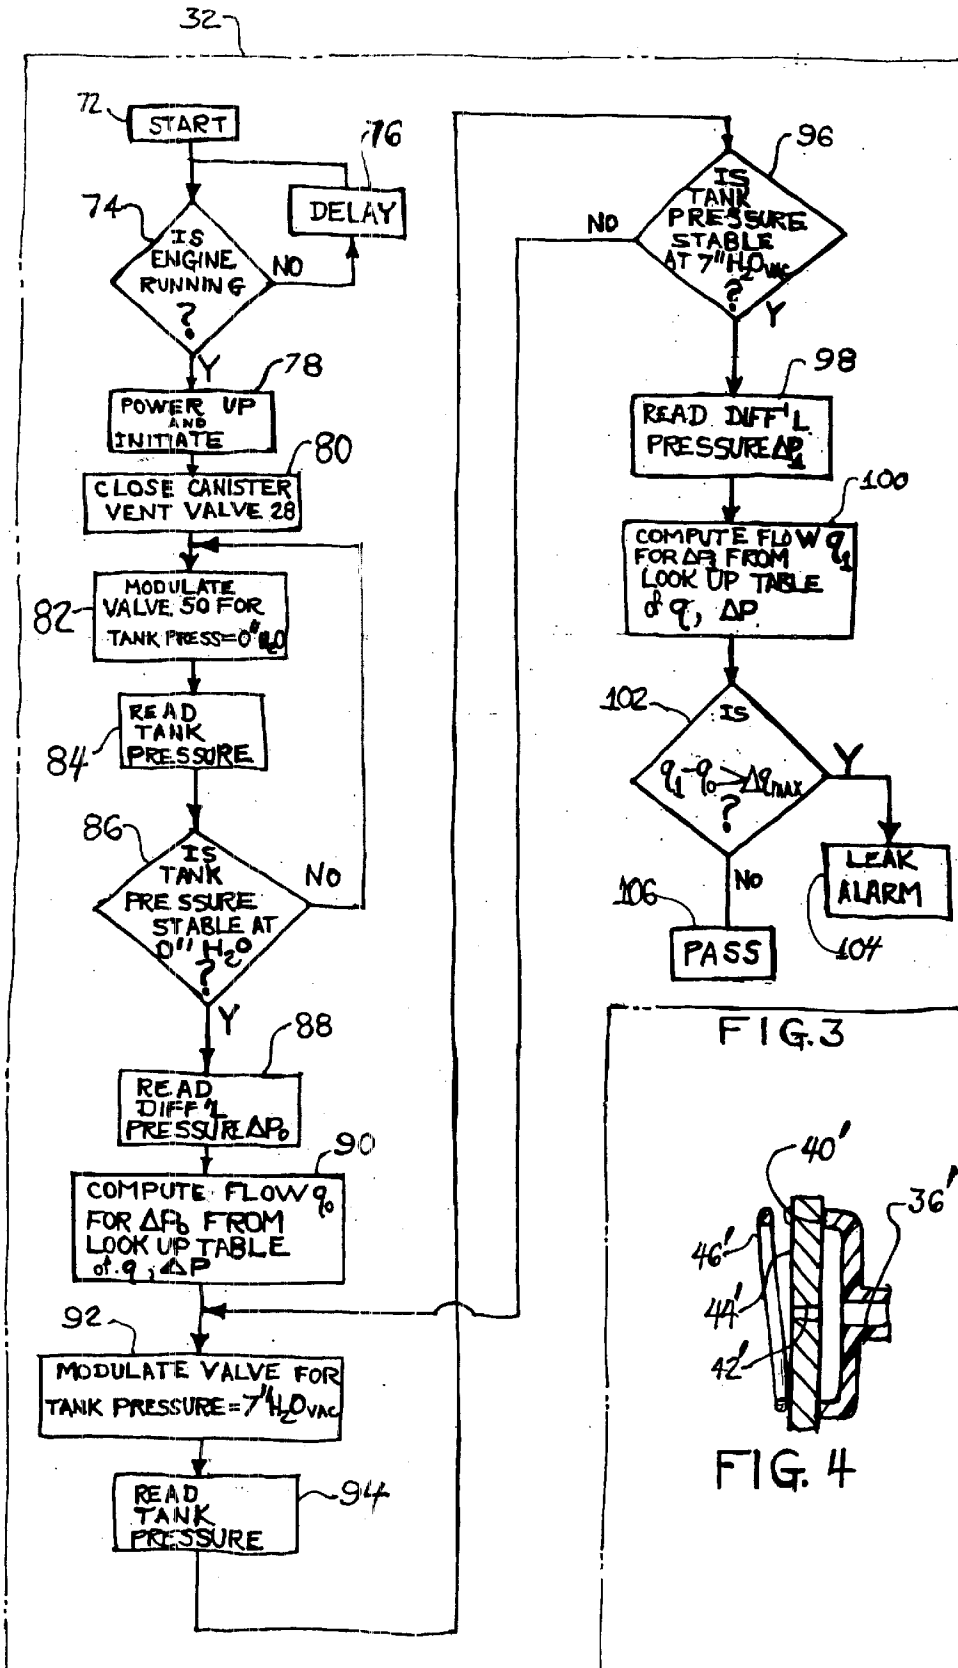 32
72
START
76
DELAY
74
IS
ENGINE
RUNNING
?
NO
Y
78
POWER UP
AND
INITIATE
80
CLOSE CANISTER
VENT VALVE 28
82
MODULATE
VALVE 50 FOR
TANK PRESS=0"H₂O
84
READ
TANK
PRESSURE
86
IS
TANK
PRESSURE
STABLE AT
0" H₂O
?
NO
Y
88
READ
DIFF'L
PRESSURE ΔP₀
90
COMPUTE FLOW q₀
FOR ΔP₀ FROM
LOOK UP TABLE
of q, ΔP
92
MODULATE VALVE FOR
TANK PRESSURE=7"H₂O VAC
94
READ
TANK
PRESSURE
96
IS
TANK
PRESSURE
STABLE
AT 7"H₂O VAC
?
NO
Y
98
READ DIFF'L
PRESSURE ΔP₁
100
COMPUTE FLOW q₁
FOR ΔP₁ FROM
LOOK UP TABLE
of q, ΔP
102
IS
q₁-q₀>Δq MAX
?
Y
NO
LEAK
ALARM
104
106
PASS
FIG.3
40'
36'
46'
44'
42'
FIG. 4